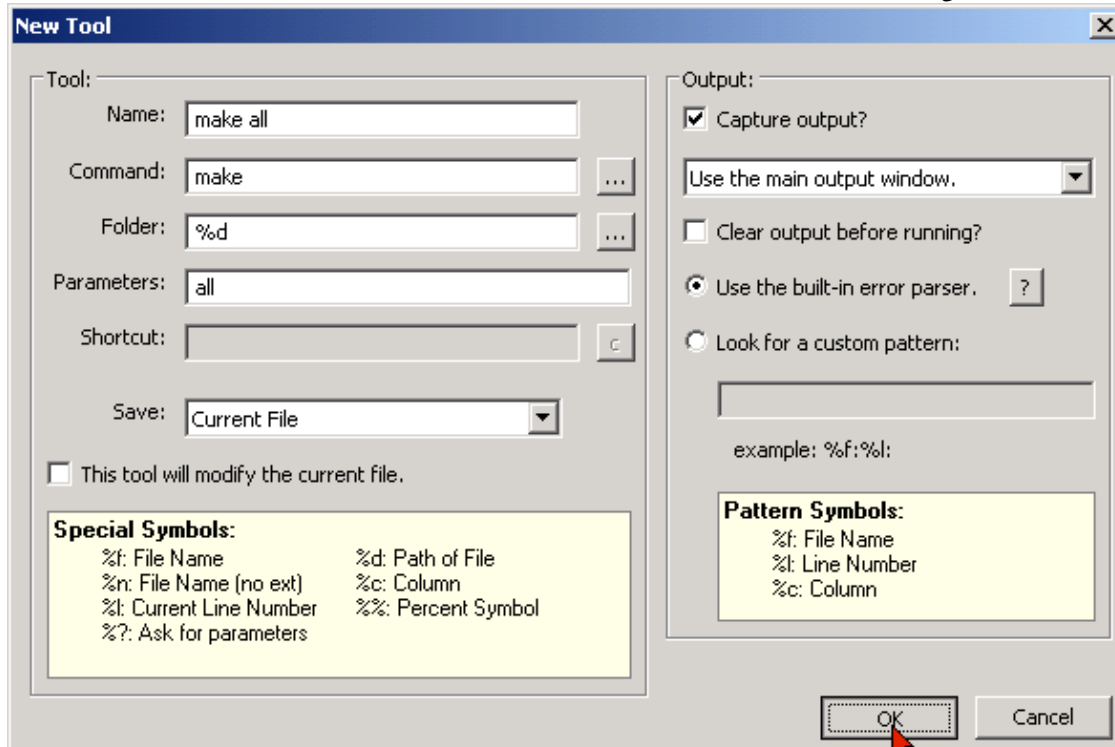 New Tool
Tool:
Name: make all
Command: make ...
Folder: %d ...
Parameters: all
Shortcut: c
Save: Current File
This tool will modify the current file.
Special Symbols:
%f: File Name %d: Path of File
%n: File Name (no ext) %c: Column
%l: Current Line Number %%: Percent Symbol
%?: Ask for parameters
Output:
Capture output?
Use the main output window.
Clear output before running?
Use the built-in error parser. ?
Look for a custom pattern:
example: %f:%l:
Pattern Symbols:
%f: File Name
%l: Line Number
%c: Column
OK Cancel